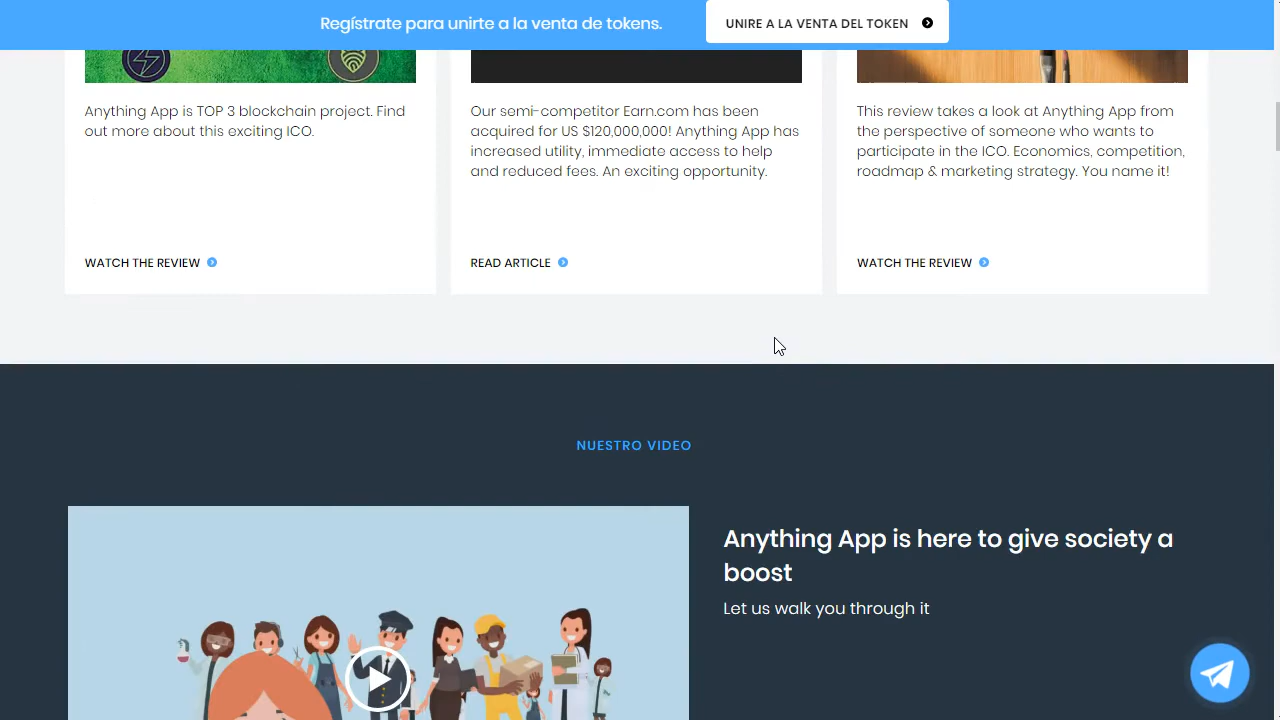 Regístrate para unirte a la venta de tokens.
UNIRE A LA VENTA DEL TOKEN
Anything App is TOP 3 blockchain project. Find
out more about this exciting ICO.
WATCH THE REVIEW
Our semi-competitor Earn.com has been
acquired for US $120,000,000! Anything App has
increased utility, immediate access to help
and reduced fees. An exciting opportunity.
READ ARTICLE
This review takes a look at Anything App from
the perspective of someone who wants to
participate in the ICO. Economics, competition,
roadmap & marketing strategy. You name it!
WATCH THE REVIEW
NUESTRO VIDEO
Anything App is here to give society a
boost
Let us walk you through it